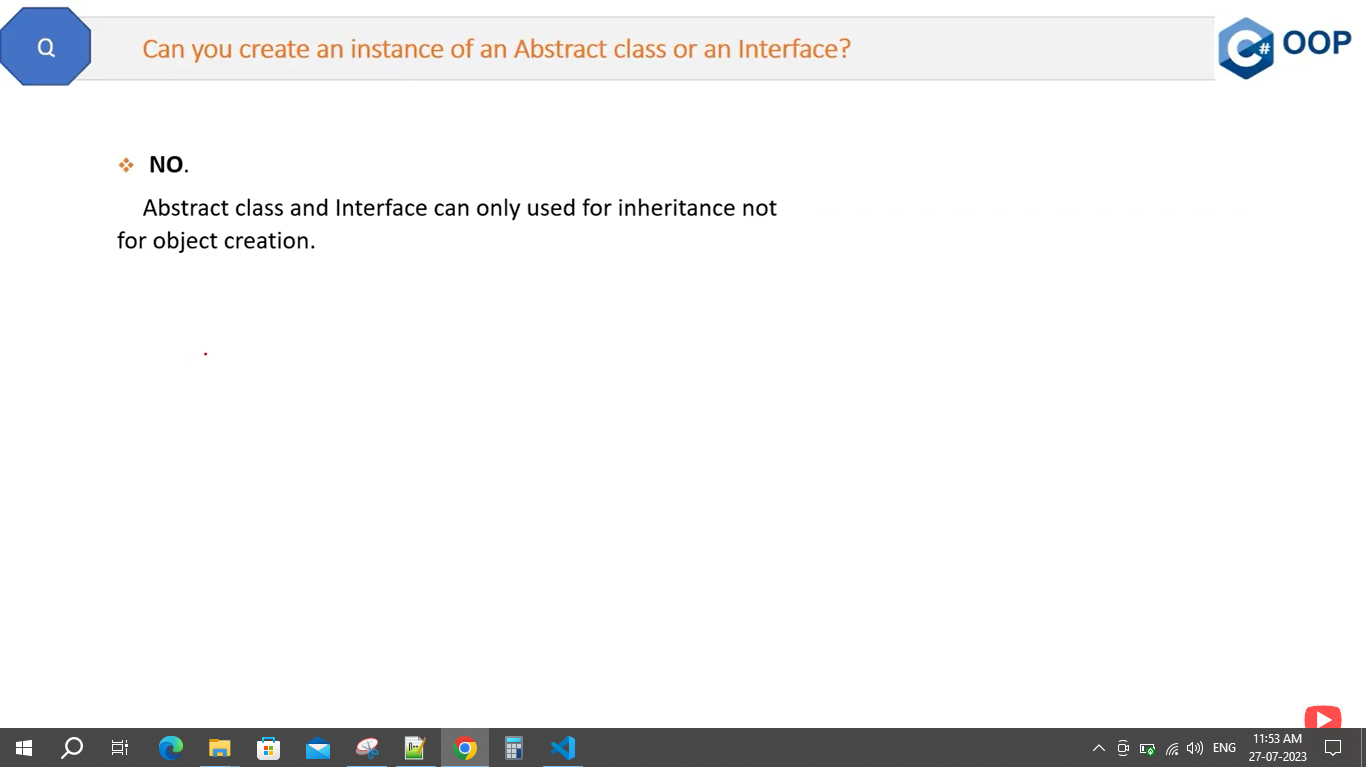 Q
Can you create an instance of an Abstract class or an Interface?
C# OOP
NO.
Abstract class and Interface can only used for inheritance not
for object creation.
ENG
11:53 AM
27-07-2023